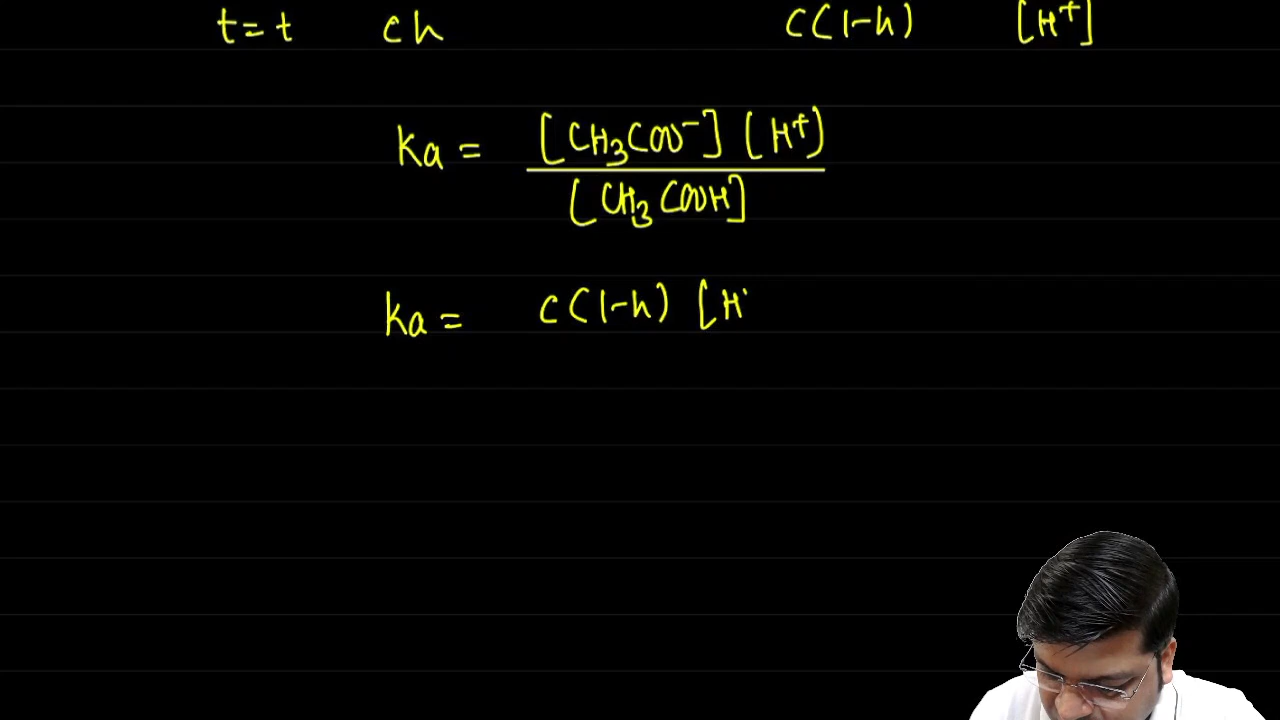 t=t ch c(1-h) [H+]
Ka = [CH3COO-] [H+]
[CH3COOH]
Ka = c(1-h) [H